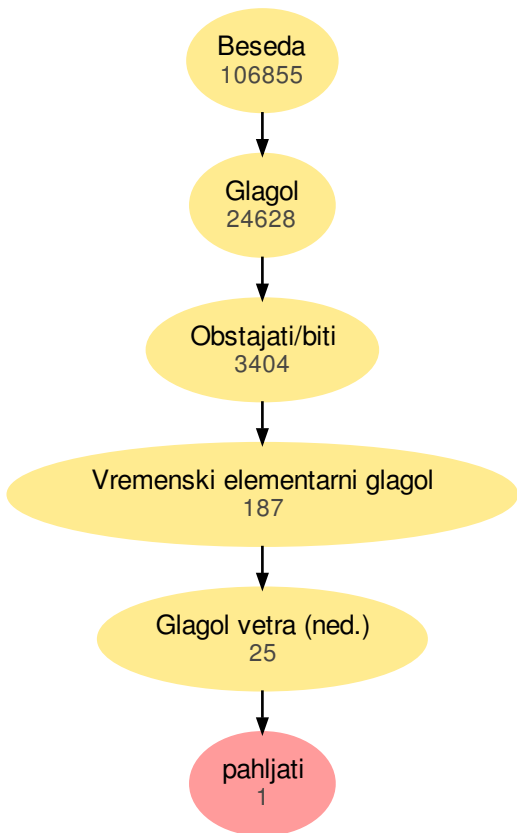 Beseda
106855
Glagol
24628
Obstajati/biti
3404
Vremenski elementarni glagol
187
Glagol vetra (ned.)
25
pahljati
1